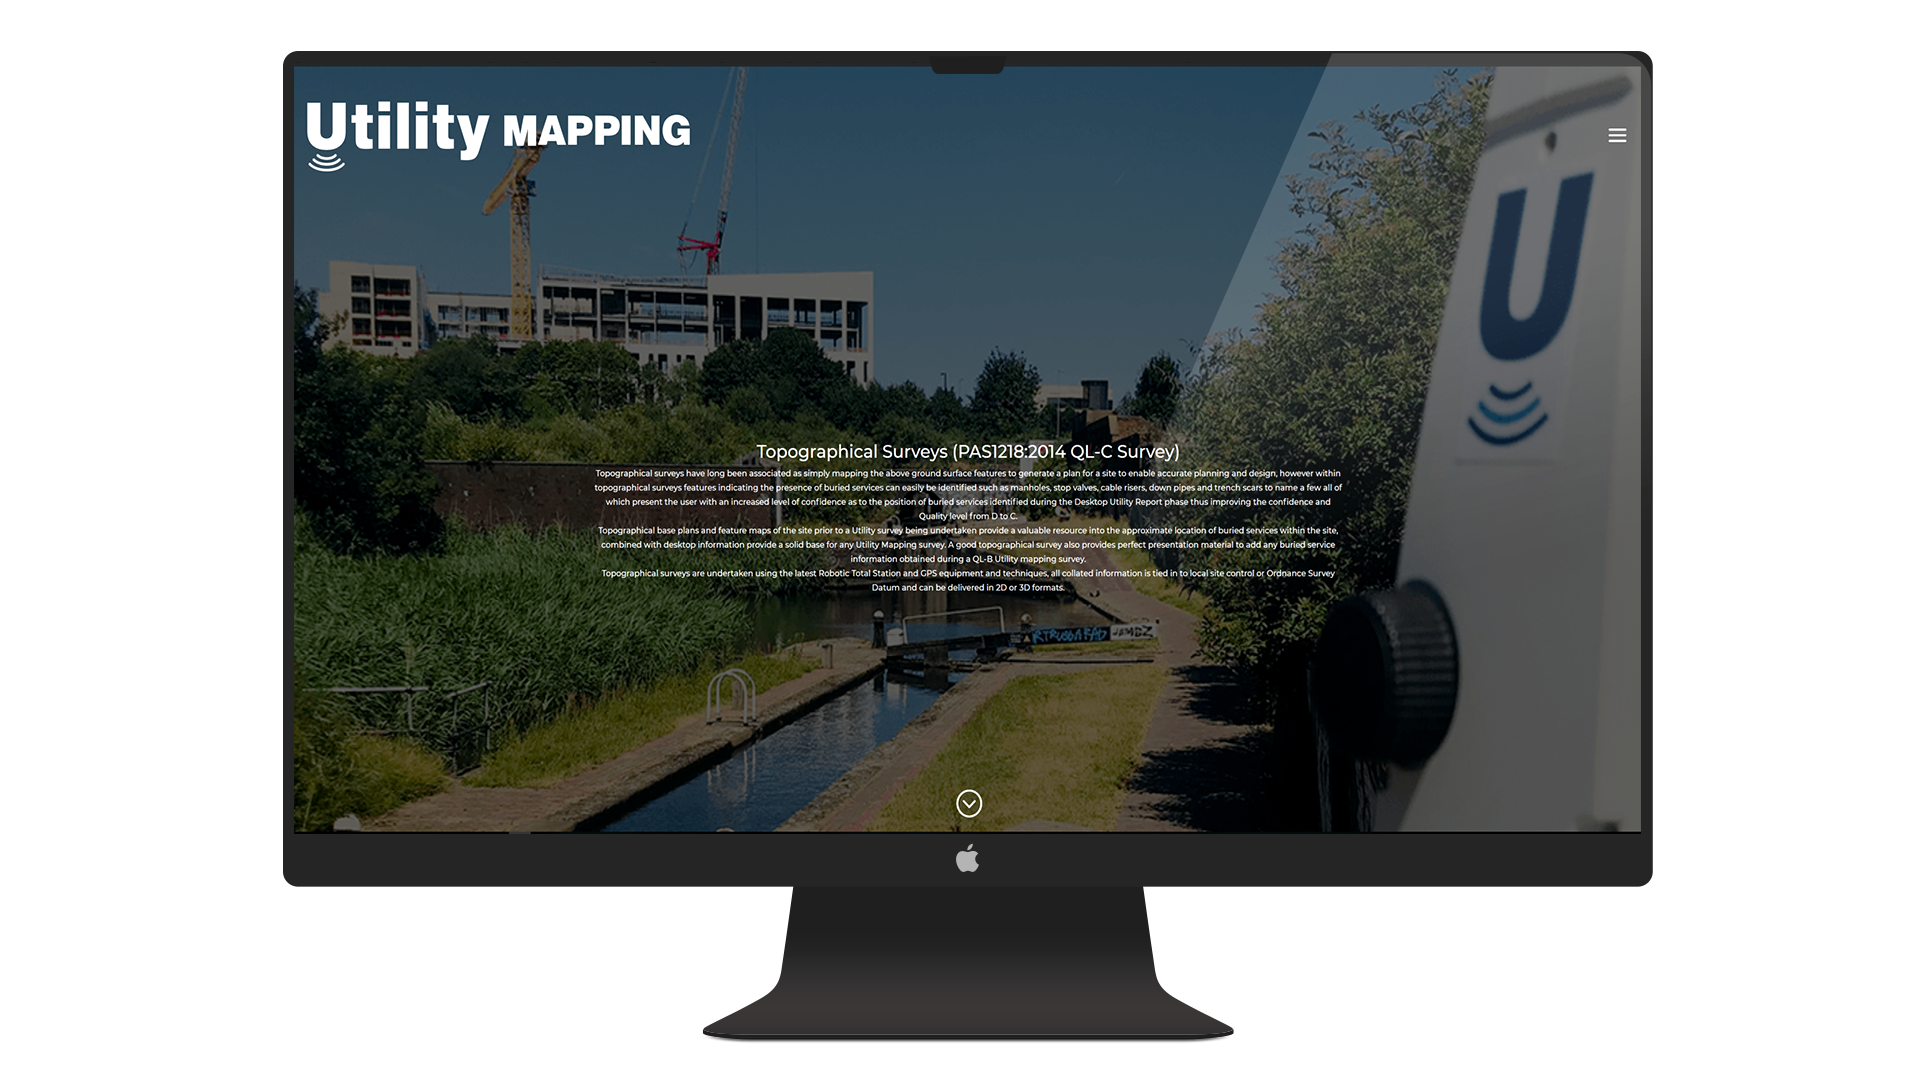 Utility MAPPING
U
Topographical Surveys (PAS1218:2014 QL-C Survey)
Topographical surveys have long been associated as simply mapping the above ground surface features to generate a plan for a site to enable accurate planning and design, however within
topographical surveys features indicating the presence of buried services can easily be identified such as manholes, stop valves, cable risers, down pipes and trench scars to name a few all of
which present the user with an increased level of confidence as to the position of buried services identified during the Desktop Utility Report phase thus improving the confidence and
Quality level from D to C.
Topographical base plans and feature maps of the site prior to a Utility survey being undertaken provide a valuable resource into the approximate location of buried services within the site,
combined with desktop information provide a solid base for any Utility Mapping survey. A good topographical survey also provides perfect presentation material to add any buried service
information obtained during a QL-B Utility mapping survey.
Topographical surveys are undertaken using the latest Robotic Total Station and GPS equipment and techniques, all collated information is tied in to local site control or Ordnance Survey
Datum and can be delivered in 2D or 3D formats.